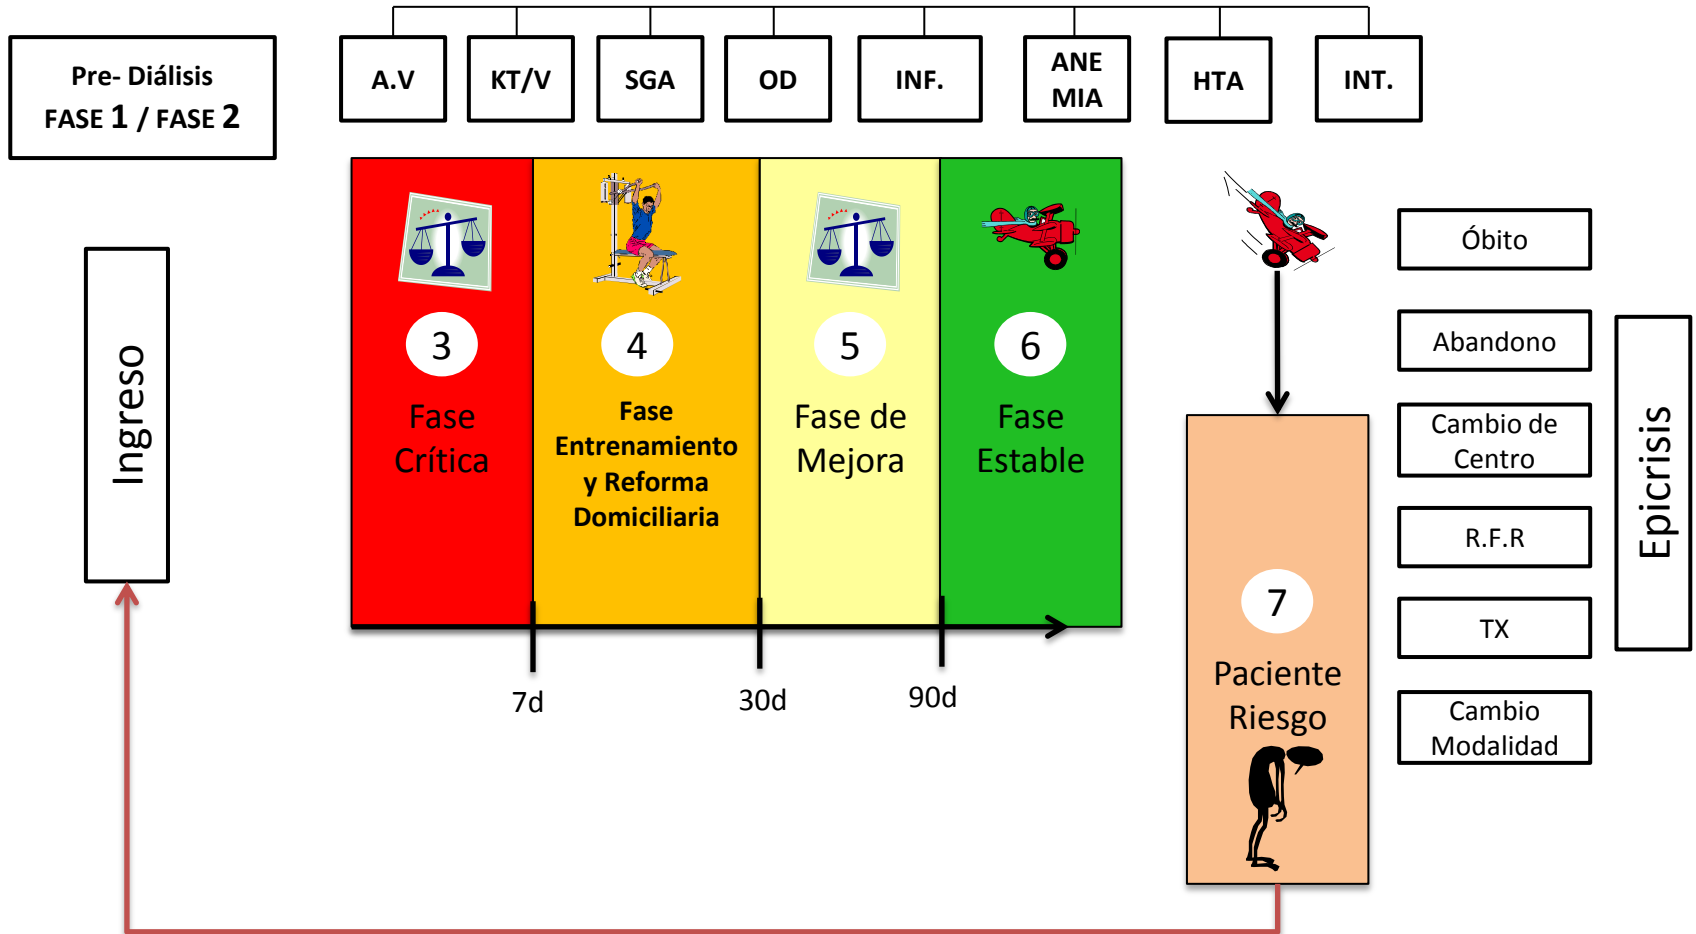 Pre- Diálisis
FASE 1 / FASE 2
A.V
KT/V
SGA
OD
INF.
ANE
MIA
HTA
INT.
Ingreso
3
Fase
Crítica
4
Fase
Entrenamiento
y Reforma
Domiciliaria
5
Fase de
Mejora
6
Fase
Estable
7d
30d
90d
7
Paciente
Riesgo
Óbito
Abandono
Cambio de
Centro
R.F.R
TX
Cambio
Modalidad
Epicrisis